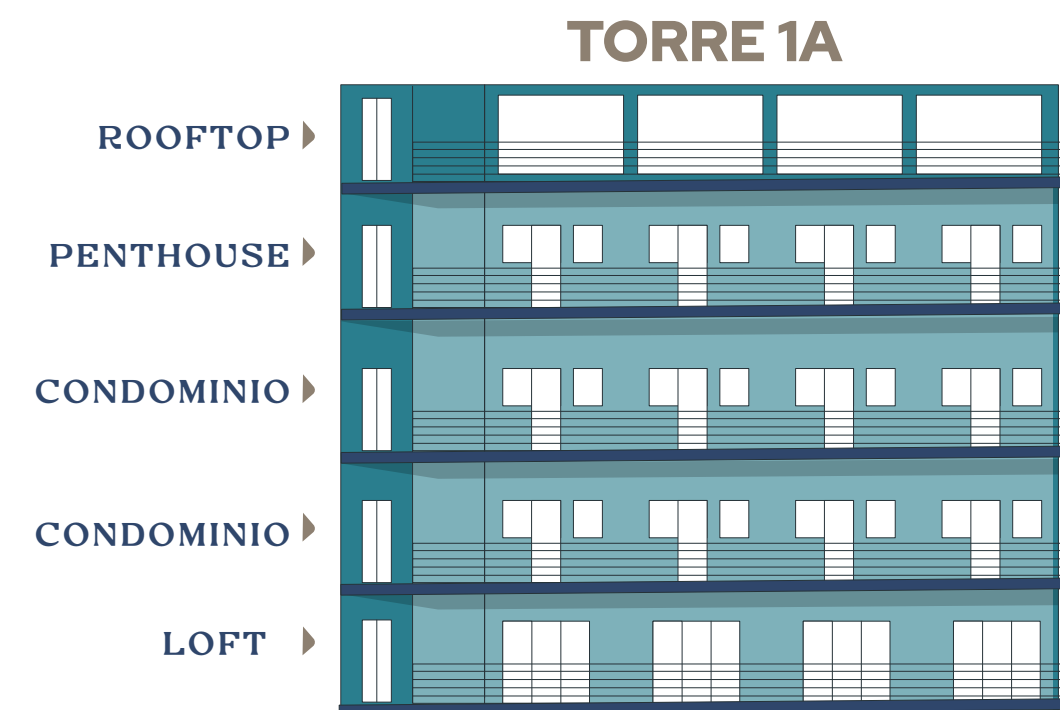 TORRE 1A
ROOFTOP
PENTHOUSE
CONDOMINIO
CONDOMINIO
LOFT